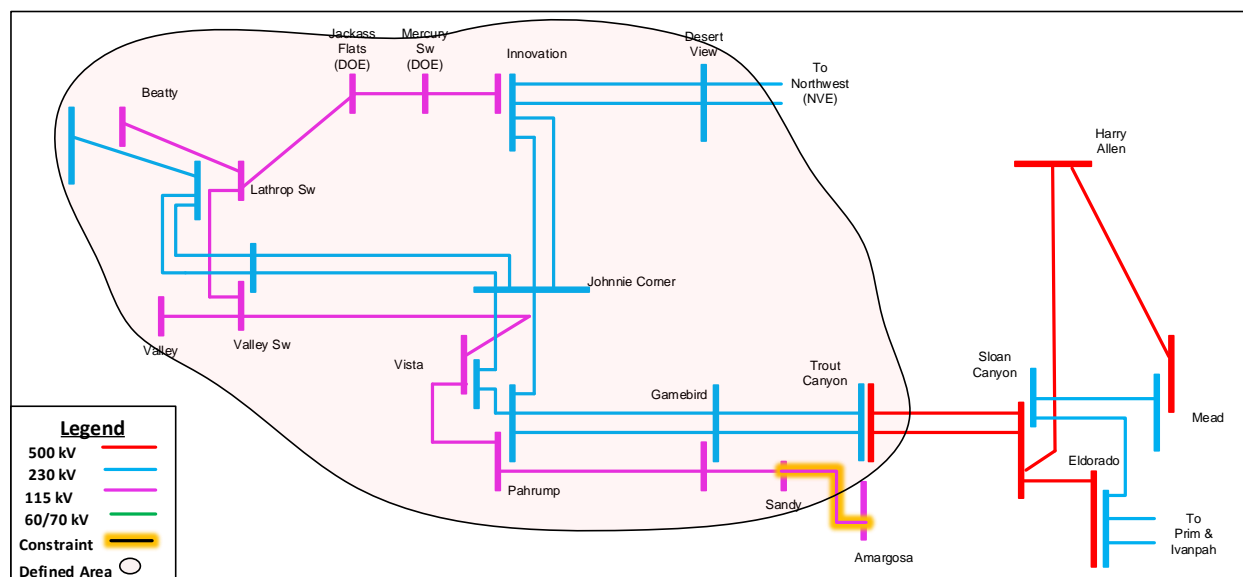 Jackass
Flats
(DOE)
Mercury
Sw
(DOE)
Innovation
Desert
View
To
Northwest
(NVE)
Beatty
Harry
Allen
Lathrop Sw
Johnnie Corner
Valley
Valley Sw
Vista
Gamebird
Trout
Canyon
Sloan
Canyon
Mead
Eldorado
Pahrump
Sandy
Amargosa
To
Prim &
Ivanpah
Legend
500 kV
230 kV
115 kV
60/70 kV
Constraint
Defined Area